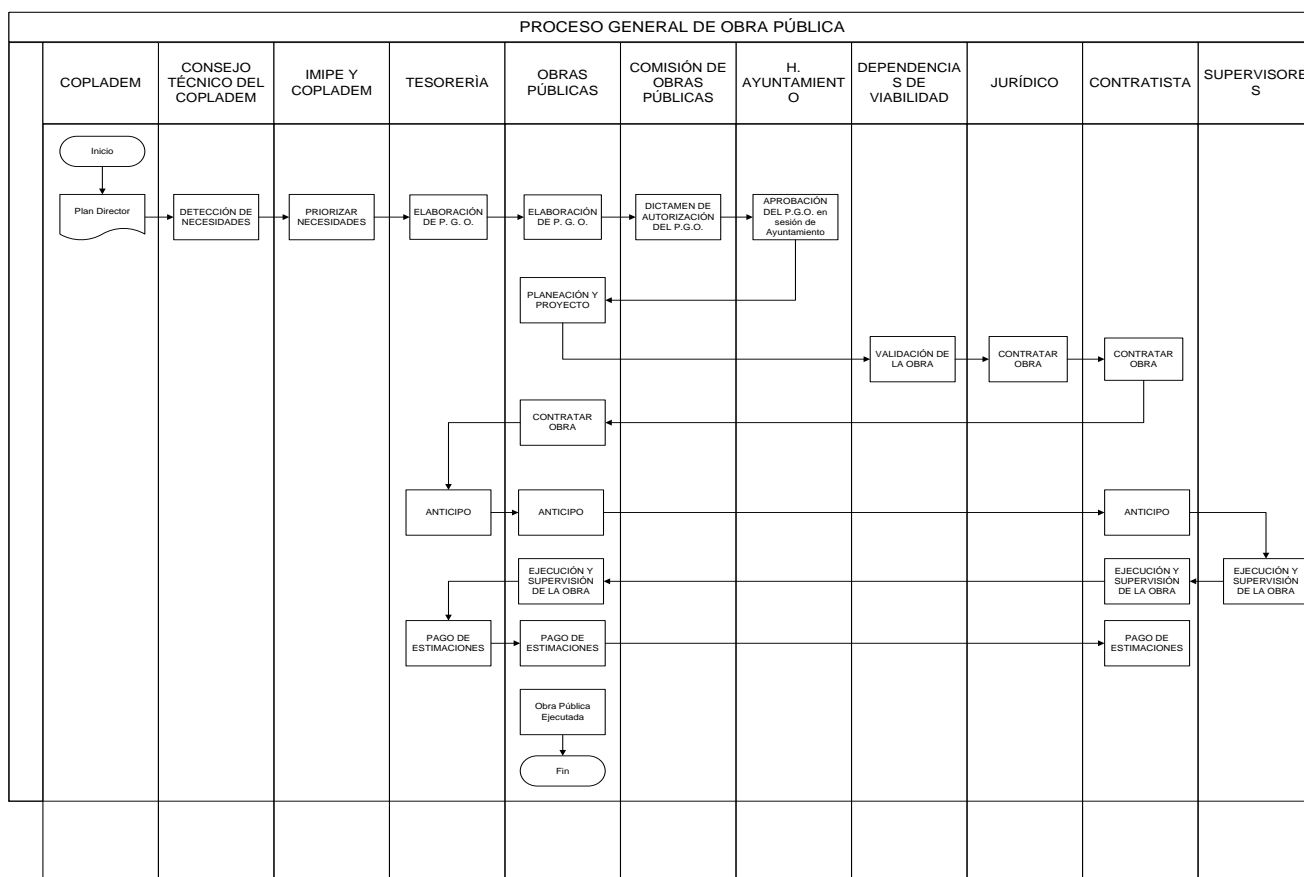 PROCESO GENERAL DE OBRA PÚBLICA
COPLADEM
CONSEJO
TÉCNICO DEL
COPLADEM
IMIPE Y
COPLADEM
TESORERÌA
OBRAS
PÚBLICAS
COMISIÓN DE
OBRAS
PÚBLICAS
H.
AYUNTAMIENT
O
DEPENDENCIA
S DE
VIABILIDAD
JURÍDICO
CONTRATISTA
SUPERVISORE
S
Inicio
Plan Director
DETECCIÓN DE
NECESIDADES
PRIORIZAR
NECESIDADES
ELABORACIÓN
DE P. G. O.
ELABORACIÓN
DE P. G. O.
DICTAMEN DE
AUTORIZACIÓN
DEL P.G.O.
APROBACIÓN
DEL P.G.O. en
sesión de
Ayuntamiento
PLANEACIÓN Y
PROYECTO
VALIDACIÓN DE
LA OBRA
CONTRATAR
OBRA
CONTRATAR
OBRA
CONTRATAR
OBRA
ANTICIPO
ANTICIPO
ANTICIPO
EJECUCIÓN Y
SUPERVISIÓN
DE LA OBRA
EJECUCIÓN Y
SUPERVISIÓN
DE LA OBRA
EJECUCIÓN Y
SUPERVISIÓN
DE LA OBRA
PAGO DE
ESTIMACIONES
PAGO DE
ESTIMACIONES
PAGO DE
ESTIMACIONES
Obra Pública
Ejecutada
Fin